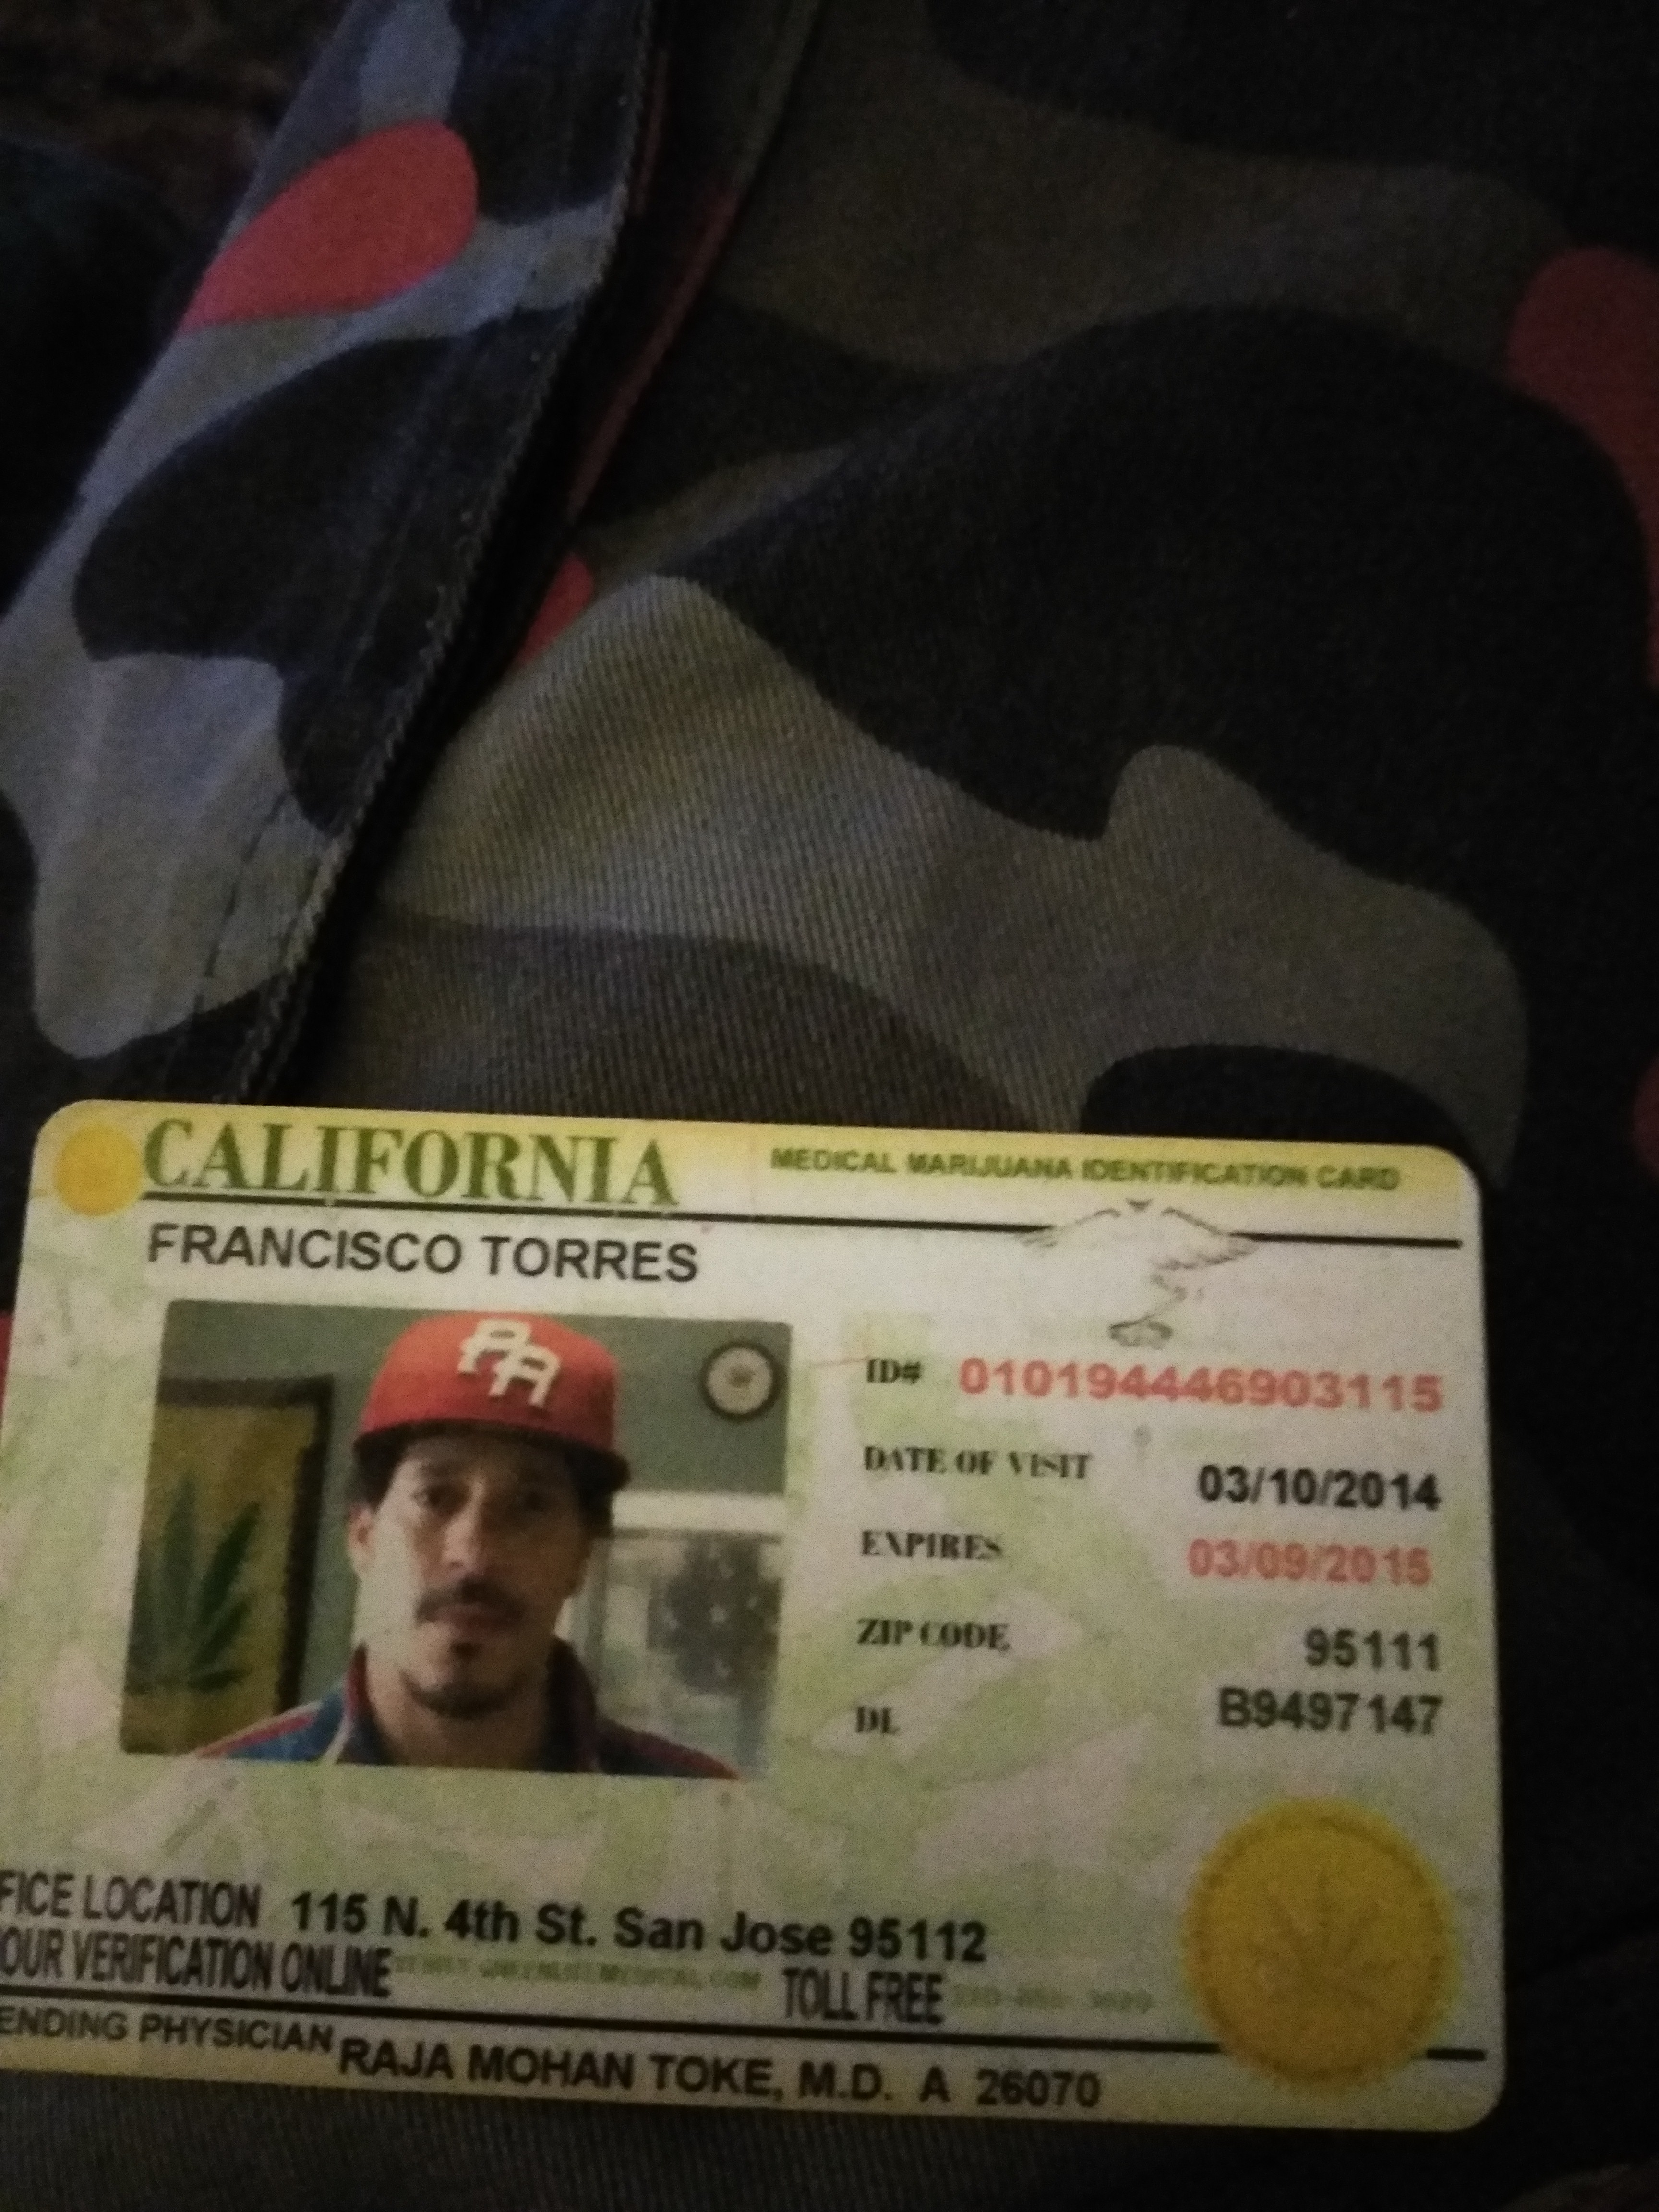 CALIFORNIA MEDICAL MARIJUANA IDENTIFICATION CARD
FRANCISCO TORRES
ID# 010194446903115
DATE OF VISIT 03/10/2014
EXPIRES 03/09/2015
ZIP CODE 95111
DL B9497147
FICE LOCATION 115 N. 4th St. San Jose 95112
OUR VERIFICATION ONLINE TOLL FREE
ENDING PHYSICIAN RAJA MOHAN TOKE, M.D. A 26070